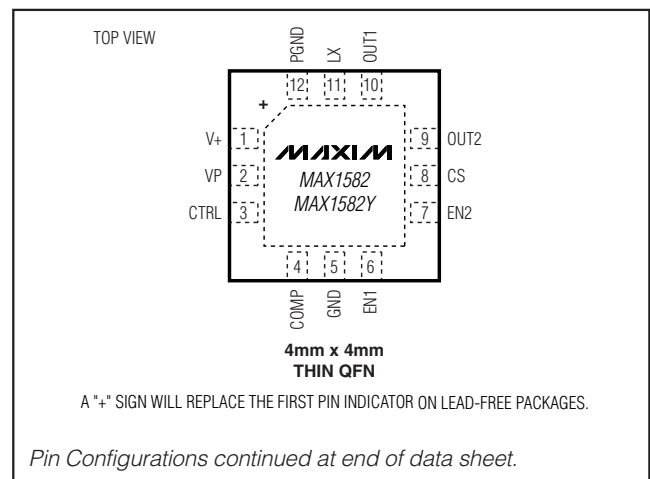 TOP VIEW
PGND
LX
OUT1
12
11
10
+
V+
1
9
OUT2
MAXIM
VP
2
8
CS
MAX1582
MAX1582Y
CTRL
3
7
EN2
4
5
6
COMP
GND
EN1
4mm x 4mm
THIN QFN
A "+" SIGN WILL REPLACE THE FIRST PIN INDICATOR ON LEAD-FREE PACKAGES.
Pin Configurations continued at end of data sheet.